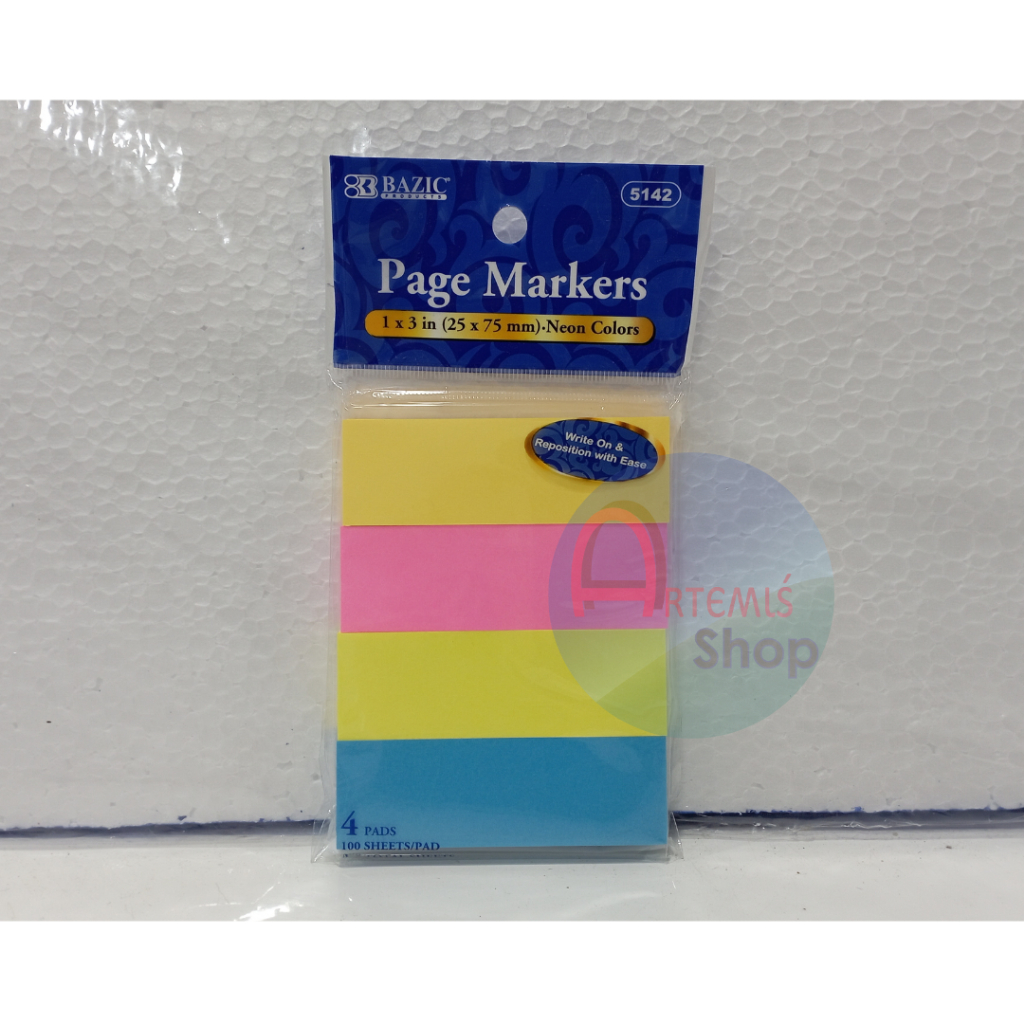 BAZIC®
PRODUCTS
5142
Page Markers
1 x 3 in (25 x 75 mm)•Neon Colors
Write On &
Reposition with Ease
ARTEMIS
Shop
4 PADS
100 SHEETS/PAD